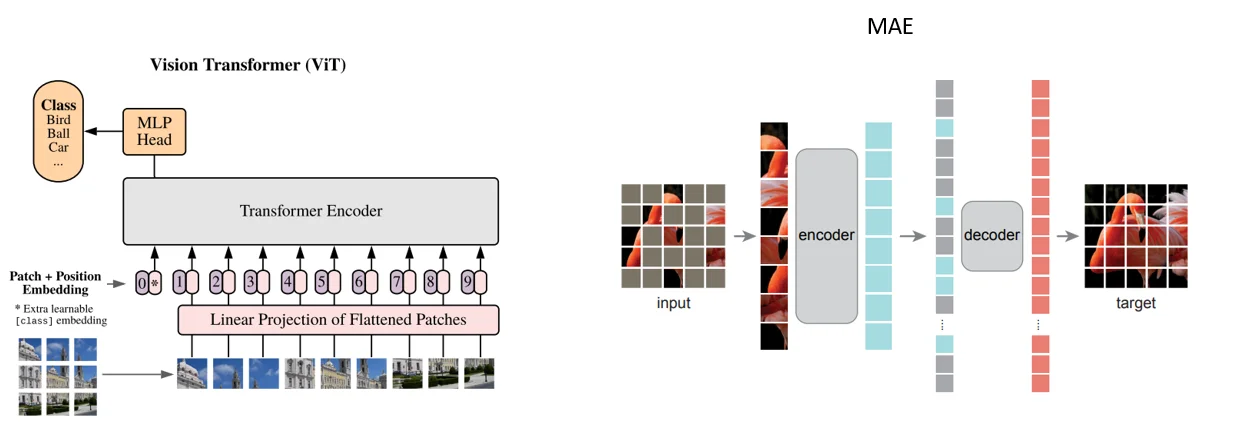 Vision Transformer (ViT)
Class
Bird
Ball
Car
...
MLP
Head
Transformer Encoder
Patch + Position
Embedding
0 * 1 2 3 4 5 6 7 8 9
* Extra learnable
[class] embedding
Linear Projection of Flattened Patches
MAE
input
encoder
decoder
target